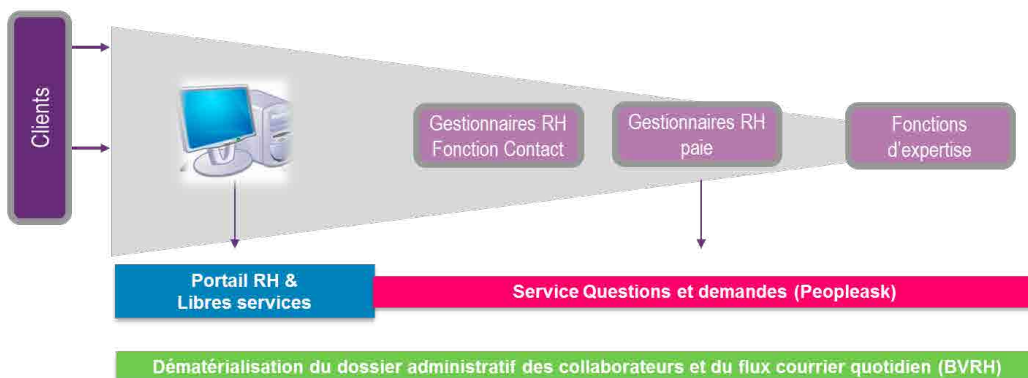 Clients
Gestionnaires RH
Fonction Contact
Gestionnaires RH
paie
Fonctions
d'expertise
Portail RH &
Libres services
Service Questions et demandes (Peopleask)
Dématérialisation du dossier administratif des collaborateurs et du flux courrier quotidien (BVRH)